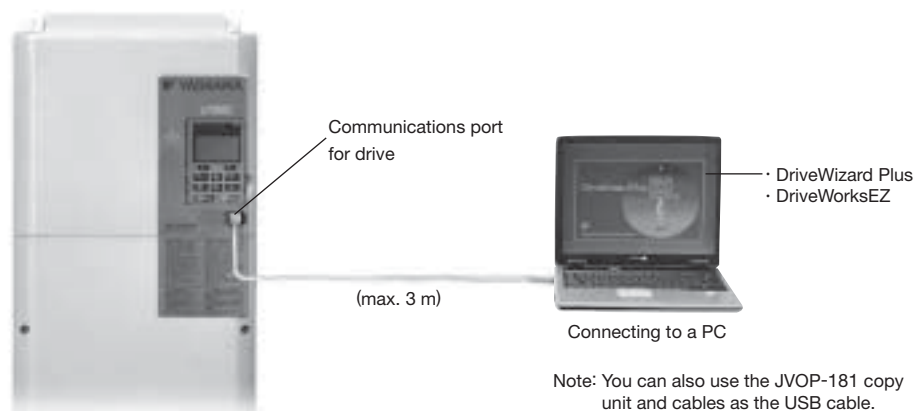 YASKAWA
Communications port
for drive
· DriveWizard Plus
· DriveWorksEZ
(max. 3 m)
Connecting to a PC
Note: You can also use the JVOP-181 copy
unit and cables as the USB cable.